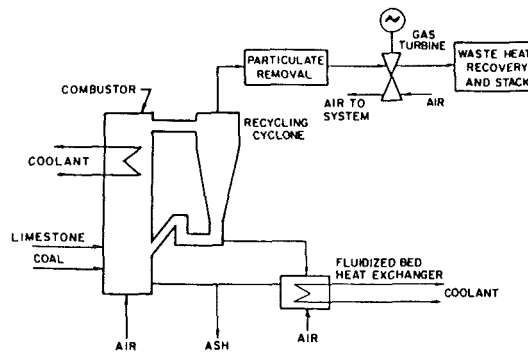 GAS
TURBINE
PARTICULATE
REMOVAL
WASTE HEAT
RECOVERY
AND STACK
COMBUSTOR
AIR TO
SYSTEM
AIR
RECYCLING
CYCLONE
COOLANT
LIMESTONE
COAL
FLUIDIZED BED
HEAT EXCHANGER
COOLANT
AIR
ASH
AIR